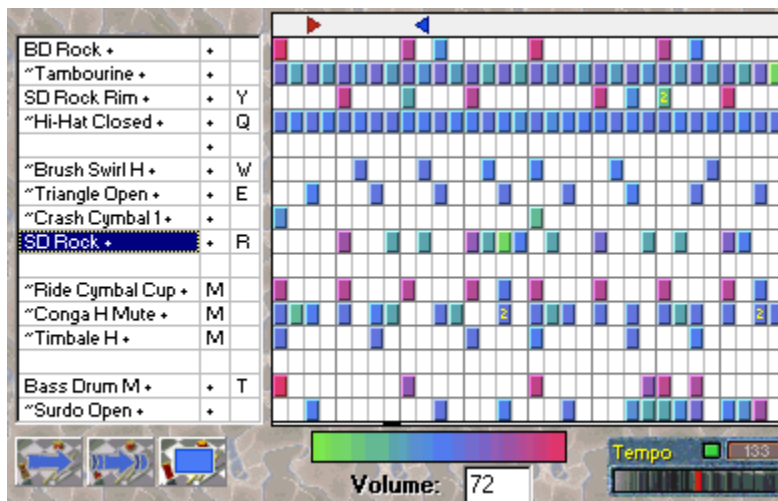 BD Rock + +
~Tambourine + +
SD Rock Rim + + Y
2
~Hi-Hat Closed + + Q
+
~Brush Swirl H + W
~Triangle Open + + E
~Crash Cymbal 1 + +
SD Rock + + R
~Ride Cymbal Cup + M
~Conga H Mute + M
2 2
~Timbale H + M
Bass Drum M + + T
~Surdo Open + +
Tempo 133
Volume: 72